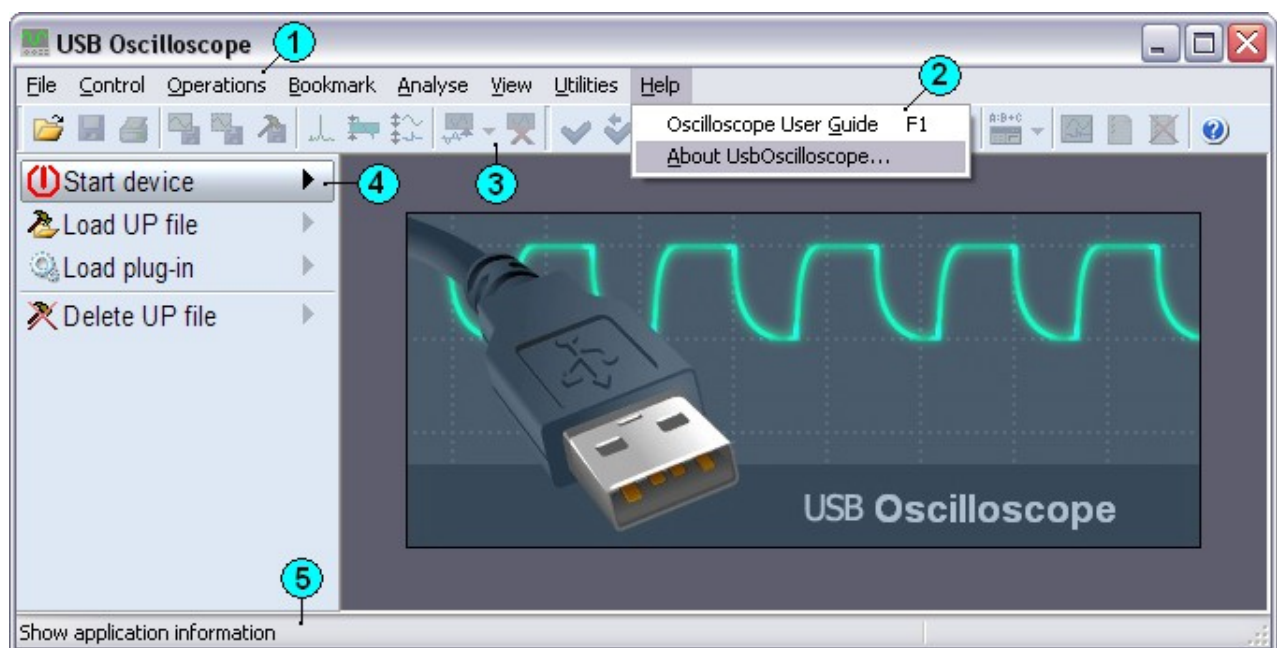 USB Oscilloscope
1
File Control Operations Bookmark Analyse View Utilities Help
2
Oscilloscope User Guide F1
About UsbOscilloscope...
A:B+C
3
Start device
4
Load UP file
Load plug-in
Delete UP file
USB Oscilloscope
5
Show application information